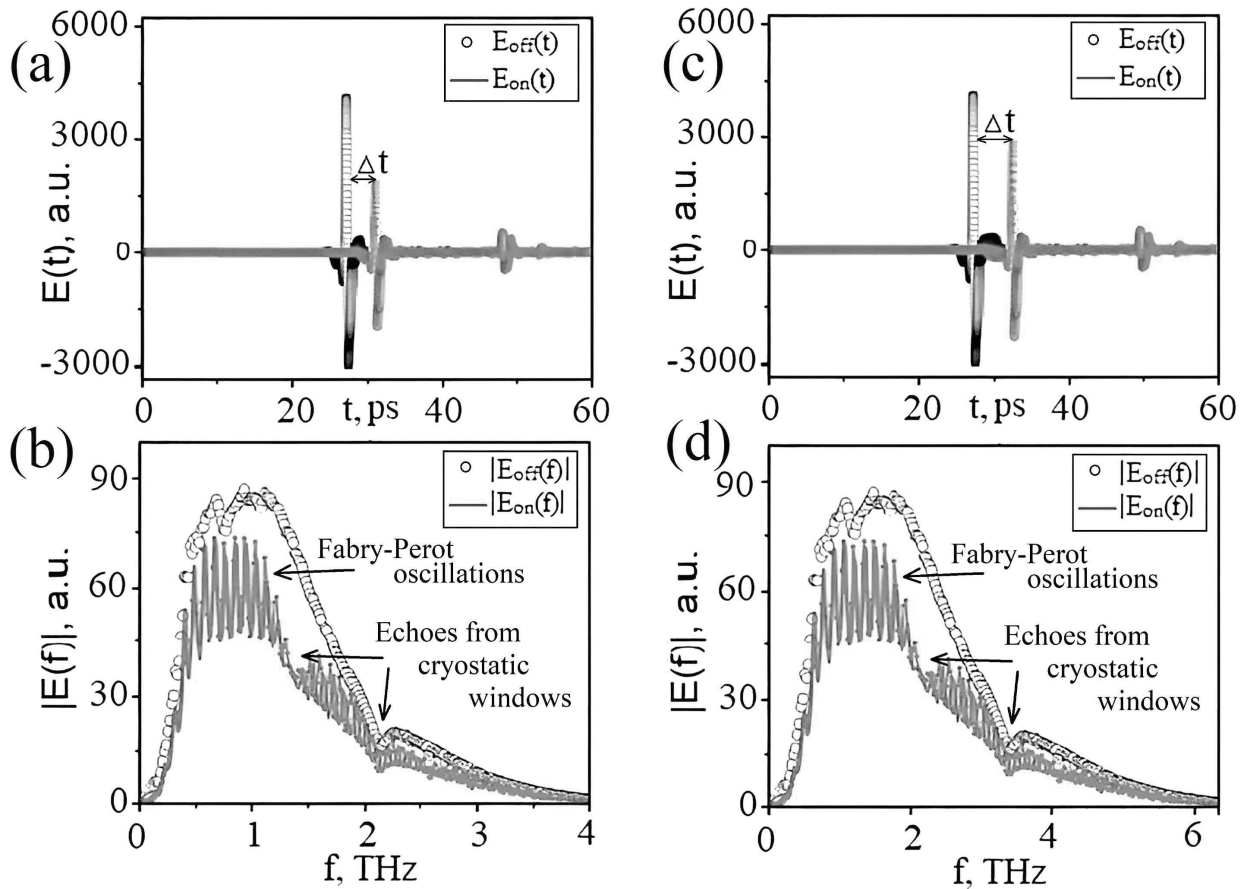 (a)
6000
3000
0
-3000
E(t), a.u.
Eoff(t)
Eon(t)
Δt
0
20
40
60
t, ps
(c)
6000
3000
0
-3000
E(t), a.u.
Eoff(t)
Eon(t)
Δt
0
20
40
60
t, ps
(b)
90
60
30
0
|E(f)|, a.u.
|Eoff(f)|
|Eon(f)|
Fabry-Perot
oscillations
Echoes from
cryostatic
windows
0
1
2
3
4
f, THz
(d)
90
60
30
0
|E(f)|, a.u.
|Eoff(f)|
|Eon(f)|
Fabry-Perot
oscillations
Echoes from
cryostatic
windows
0
2
4
6
f, THz